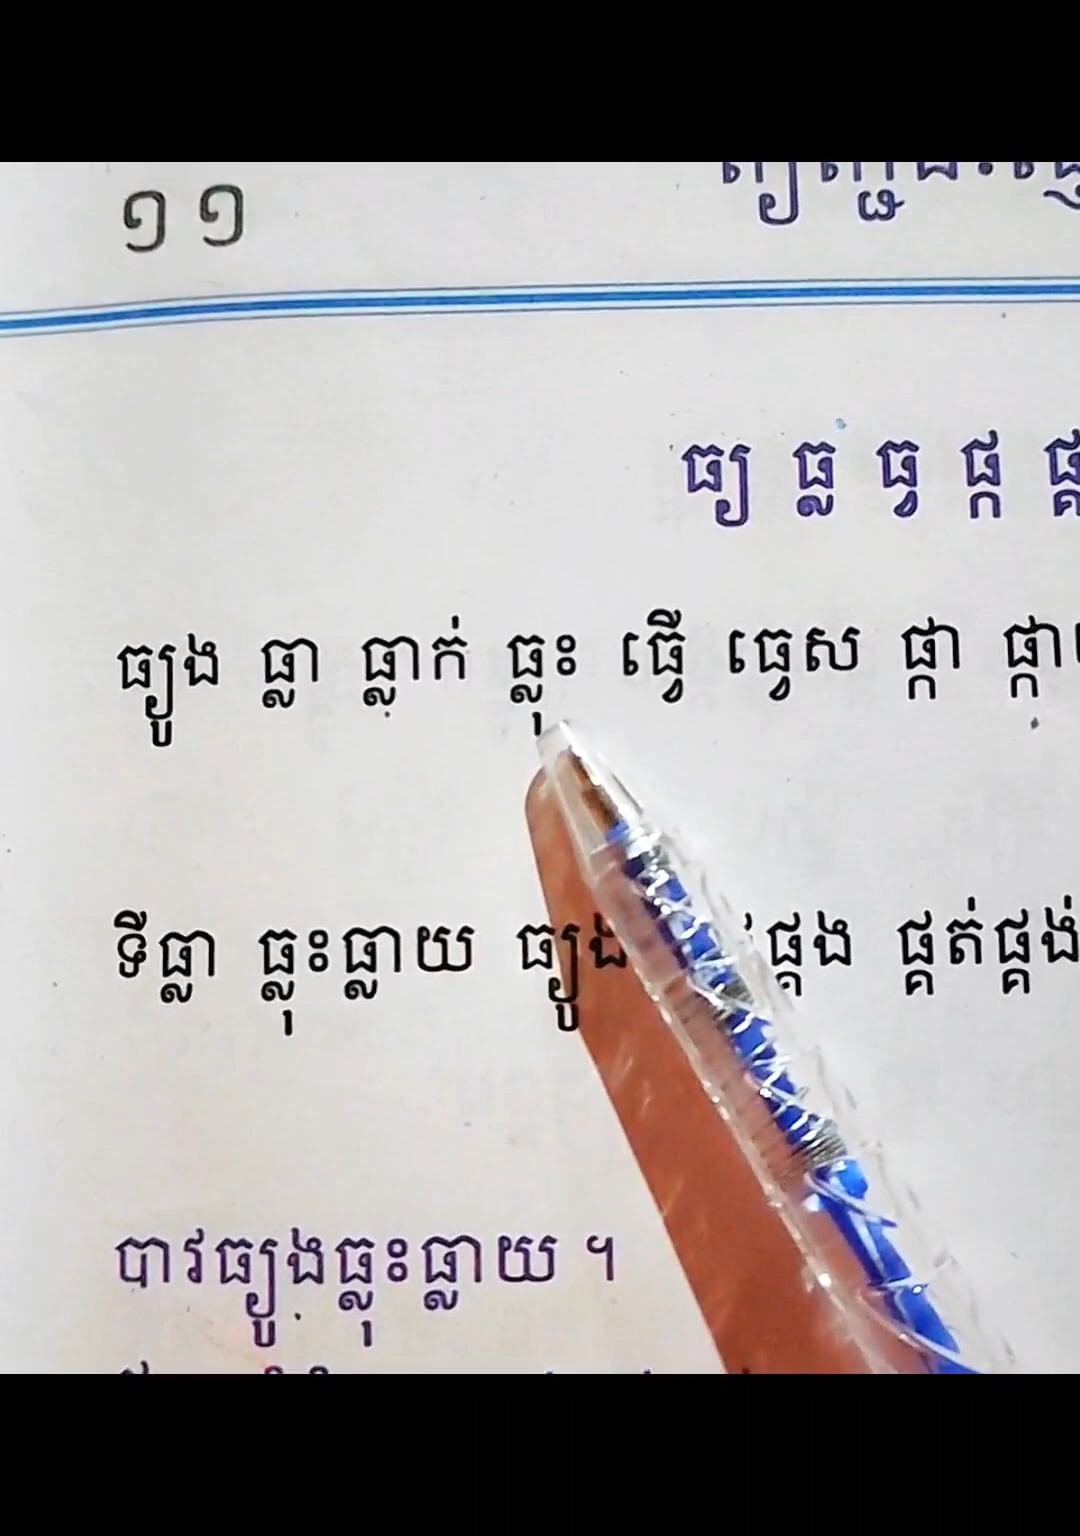 ១១
ធ្យ ធ្ល ធ្វ ផ្ក
ធ្យូង ធ្លា ធ្លាក់ ធ្លុះ ធ្វើ ធ្វេស ផ្កា
ទីធ្លា ធ្លុះធ្លាយ ធ្យូង ផ្គង ផ្គត់ផ្គង់
បាវធ្យូងធ្លុះធ្លាយ ។